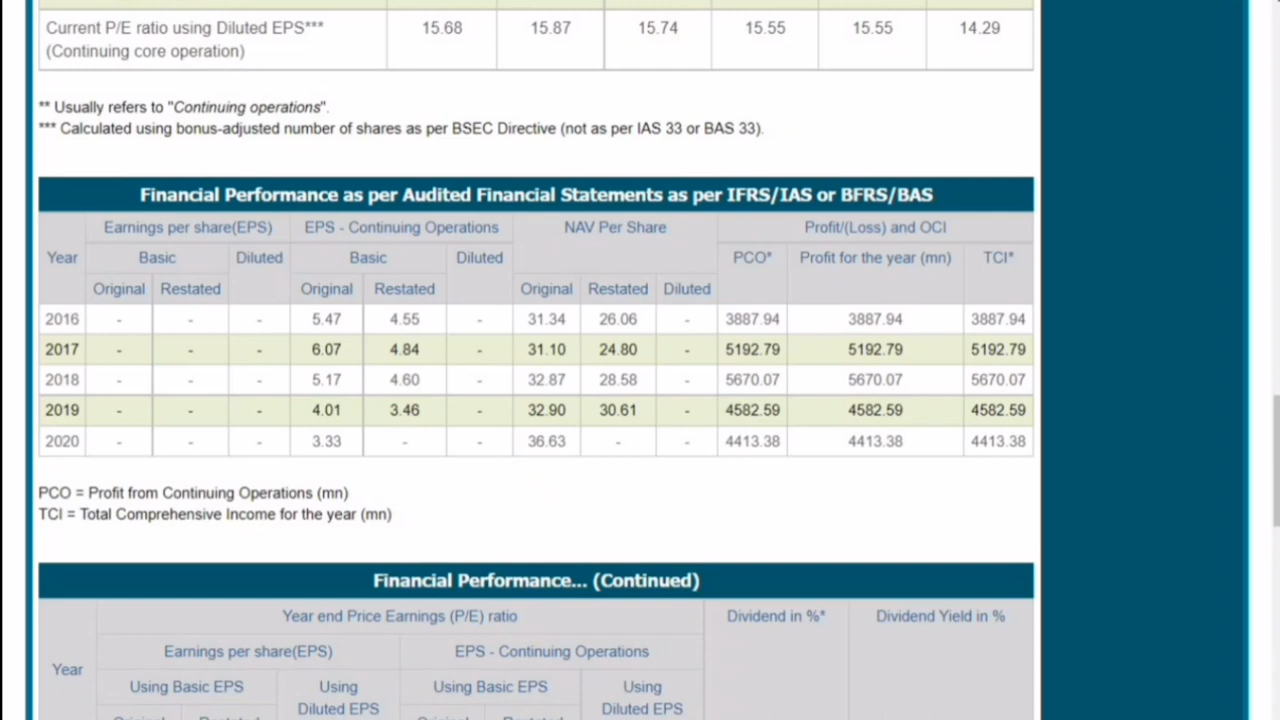 Current P/E ratio using Diluted EPS*** 15.68 15.87 15.74 15.55 15.55 14.29
(Continuing core operation)
** Usually refers to "Continuing operations".
*** Calculated using bonus-adjusted number of shares as per BSEC Directive (not as per IAS 33 or BAS 33).
Financial Performance as per Audited Financial Statements as per IFRS/IAS or BFRS/BAS
Earnings per share(EPS) EPS - Continuing Operations NAV Per Share Profit/(Loss) and OCI
Year Basic Diluted Basic Diluted PCO* Profit for the year (mn) TCI*
Original Restated Original Restated Original Restated Diluted
2016 - - - 5.47 4.55 - 31.34 26.06 - 3887.94 3887.94 3887.94
2017 - - - 6.07 4.84 - 31.10 24.80 - 5192.79 5192.79 5192.79
2018 - - - 5.17 4.60 - 32.87 28.58 - 5670.07 5670.07 5670.07
2019 - - - 4.01 3.46 - 32.90 30.61 - 4582.59 4582.59 4582.59
2020 - - - 3.33 - - 36.63 - - 4413.38 4413.38 4413.38
PCO = Profit from Continuing Operations (mn)
TCI = Total Comprehensive Income for the year (mn)
Financial Performance... (Continued)
Year end Price Earnings (P/E) ratio Dividend in %* Dividend Yield in %
Earnings per share(EPS) EPS - Continuing Operations
Year
Using Basic EPS Using Using Basic EPS Using
Diluted EPS Diluted EPS
Original Restated Original Restated